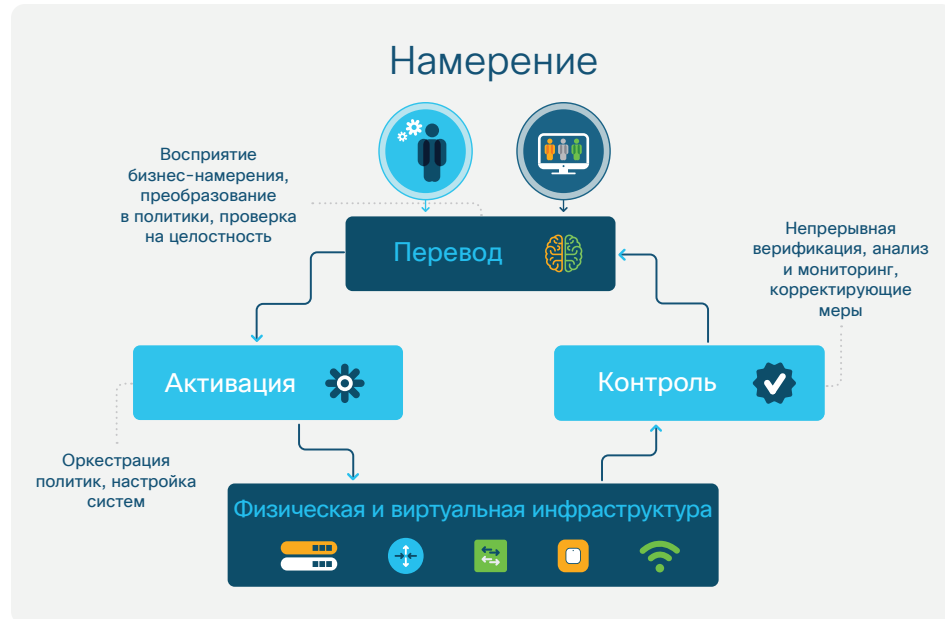 Намерение
Восприятие
бизнес-намерения,
преобразование
в политики, проверка
на целостность
Перевод
Непрерывная
верификация, анализ
и мониторинг,
корректирующие
меры
Активация
Контроль
Оркестрация
политик, настройка
систем
Физическая и виртуальная инфраструктура